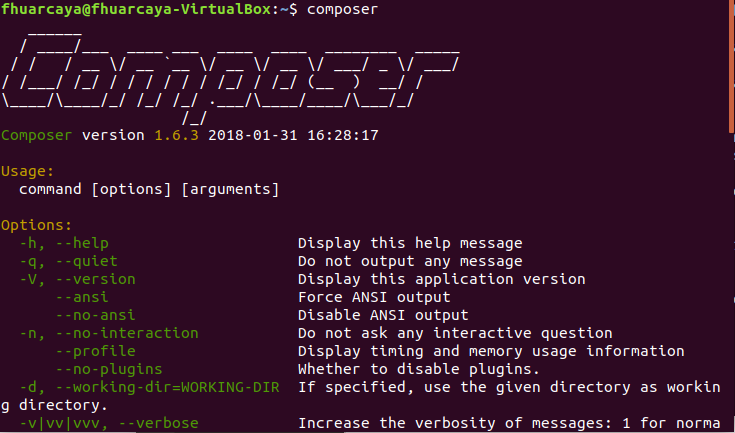 fhuarcaya@fhuarcaya-VirtualBox:~$ composer
Composer
Composer version 1.6.3 2018-01-31 16:28:17
Usage:
  command [options] [arguments]
Options:
  -h, --help                     Display this help message
  -q, --quiet                    Do not output any message
  -V, --version                  Display this application version
      --ansi                     Force ANSI output
      --no-ansi                  Disable ANSI output
  -n, --no-interaction           Do not ask any interactive question
      --profile                  Display timing and memory usage information
      --no-plugins               Whether to disable plugins.
  -d, --working-dir=WORKING-DIR  If specified, use the given directory as workin
g directory.
  -v|vv|vvv, --verbose           Increase the verbosity of messages: 1 for norma